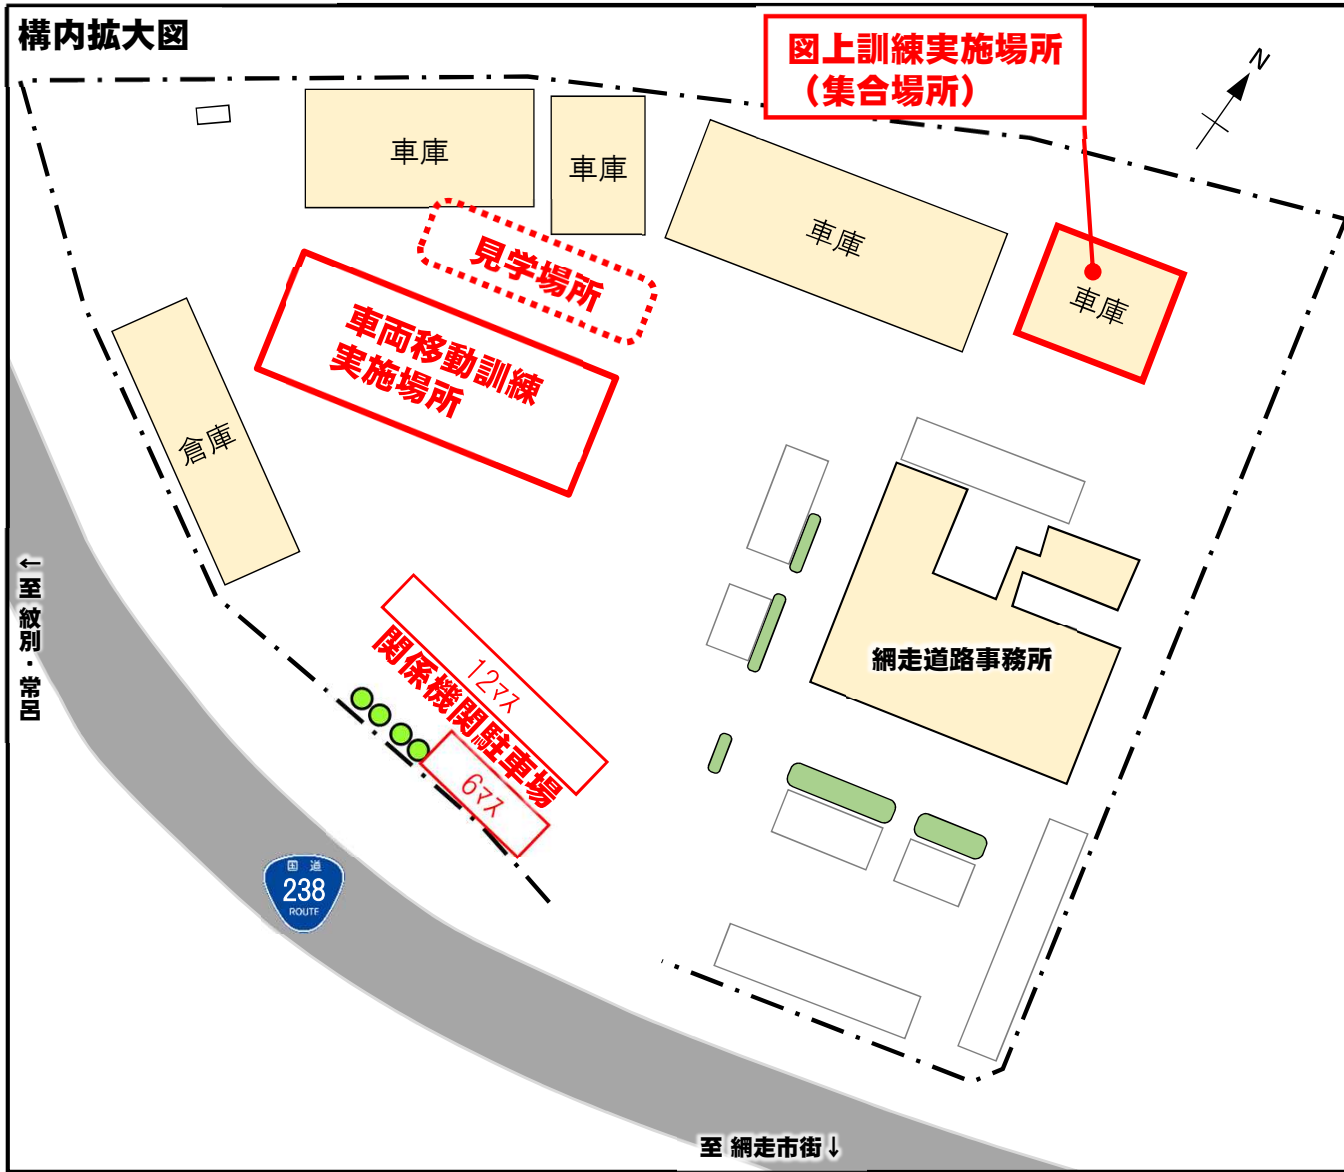 構内拡大図
図上訓練実施場所
（集合場所）
N
車庫
車庫
車庫
車庫
見学場所
車両移動訓練
実施場所
倉庫
←至 紋別・常呂
12マス
関係機関駐車場
6マス
網走道路事務所
国道
238
ROUTE
至 網走市街↓